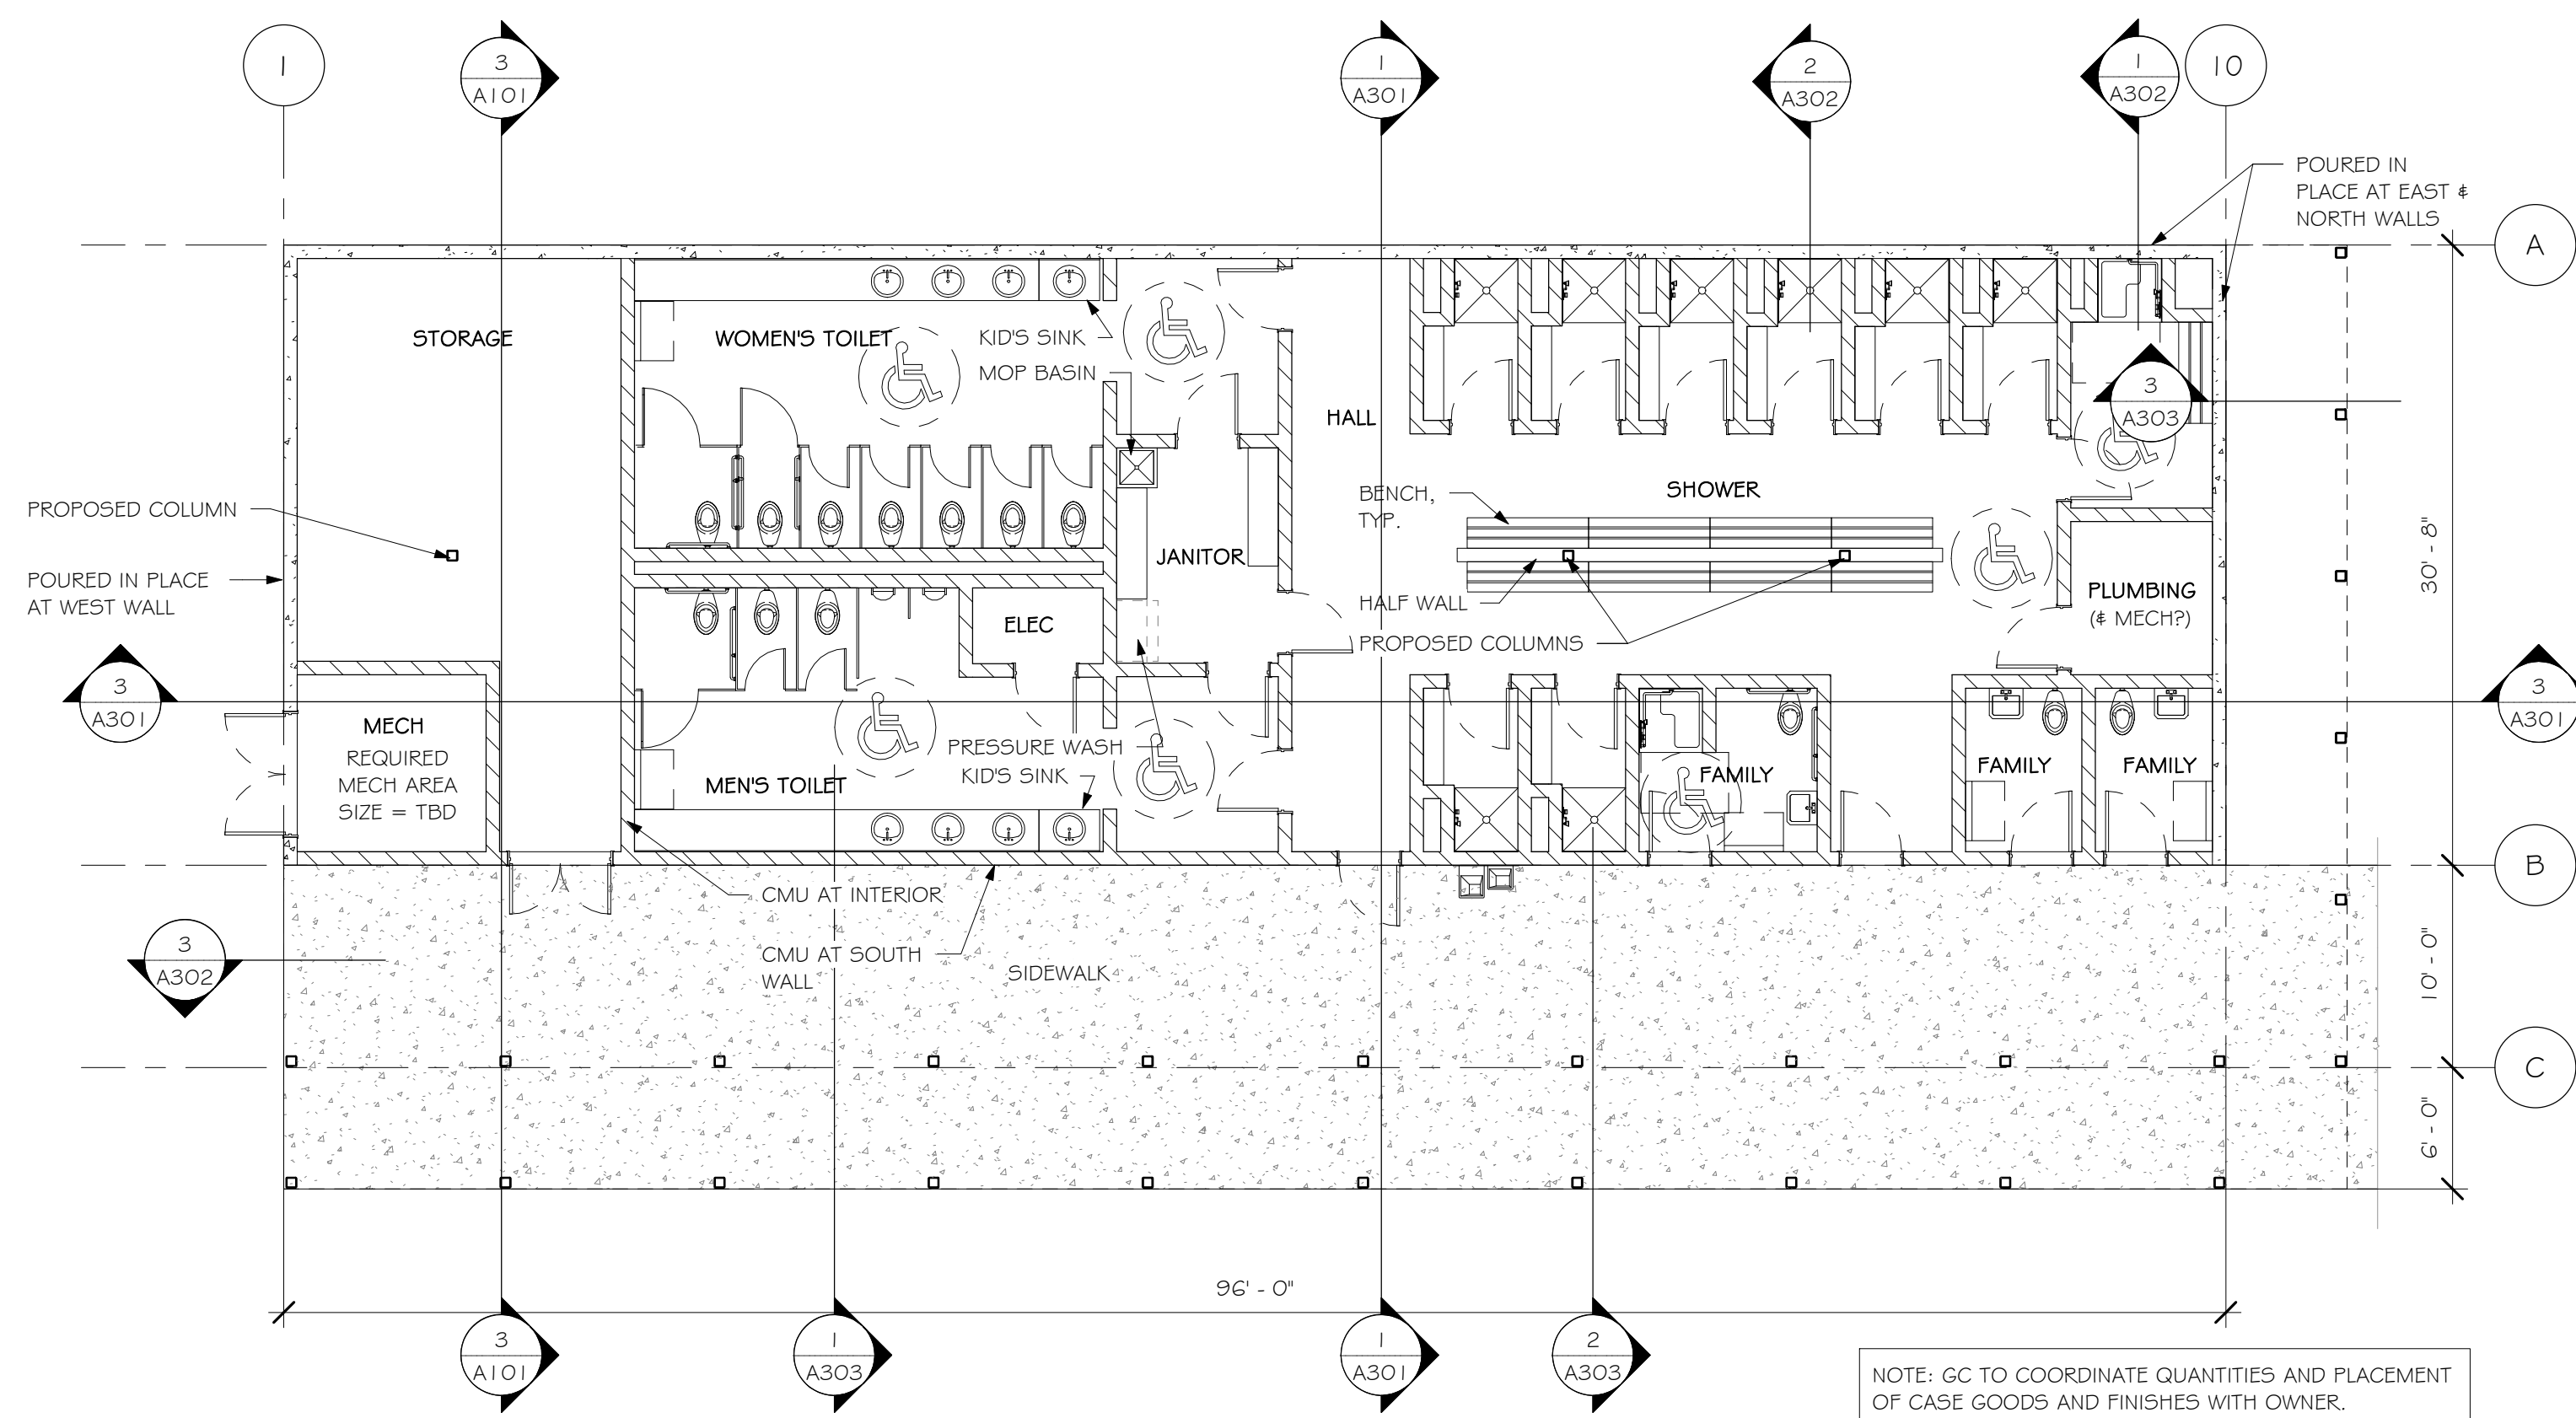 1
3
A101
1
A301
2
A302
1
A302
10
POURED IN
PLACE AT EAST &
NORTH WALLS
A
STORAGE
WOMEN'S TOILET
KID'S SINK
MOP BASIN
HALL
3
A303
PROPOSED COLUMN
BENCH,
TYP.
SHOWER
POURED IN PLACE
AT WEST WALL
JANITOR
30' - 8"
PLUMBING
(& MECH?)
HALF WALL
ELEC
PROPOSED COLUMNS
3
A301
MECH
REQUIRED
MECH AREA
SIZE = TBD
PRESSURE WASH
KID'S SINK
MEN'S TOILET
FAMILY
FAMILY
FAMILY
3
A301
B
CMU AT INTERIOR
CMU AT SOUTH
WALL
SIDEWALK
3
A302
10' - 0"
C
6' - 0"
96' - 0"
3
A101
1
A303
1
A301
2
A303
NOTE: GC TO COORDINATE QUANTITIES AND PLACEMENT
OF CASE GOODS AND FINISHES WITH OWNER.